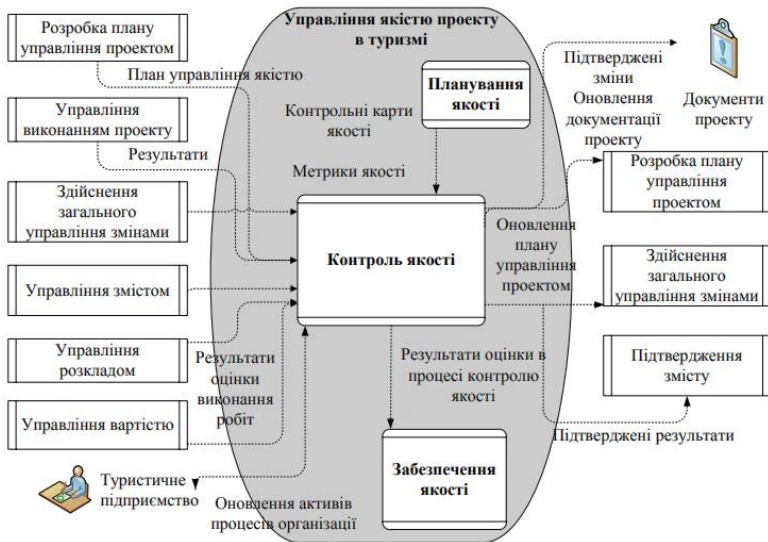 Управління якістю проекту
в туризмі
Розробка плану
управління проектом
План управління якістю
Управління
виконанням проекту
Результати
Здійснення
загального
управління змінами
Управління змістом
Управління
розкладом
Результати
оцінки
виконання
робіт
Управління вартістю
Туристичне
підприємство
Оновлення активів
процесів організації
Планування
якості
Контрольні карти
якості
Метрики якості
Контроль якості
Результати оцінки в
процесі контролю
якості
Забезпечення
якості
Підтверджені
зміни
Оновлення
документації
проекту
Документи
проекту
Розробка плану
управління
проектом
Оновлення
плану
управління
проектом
Здійснення
загального
управління змінами
Підтвердження
змісту
Підтверджені результати